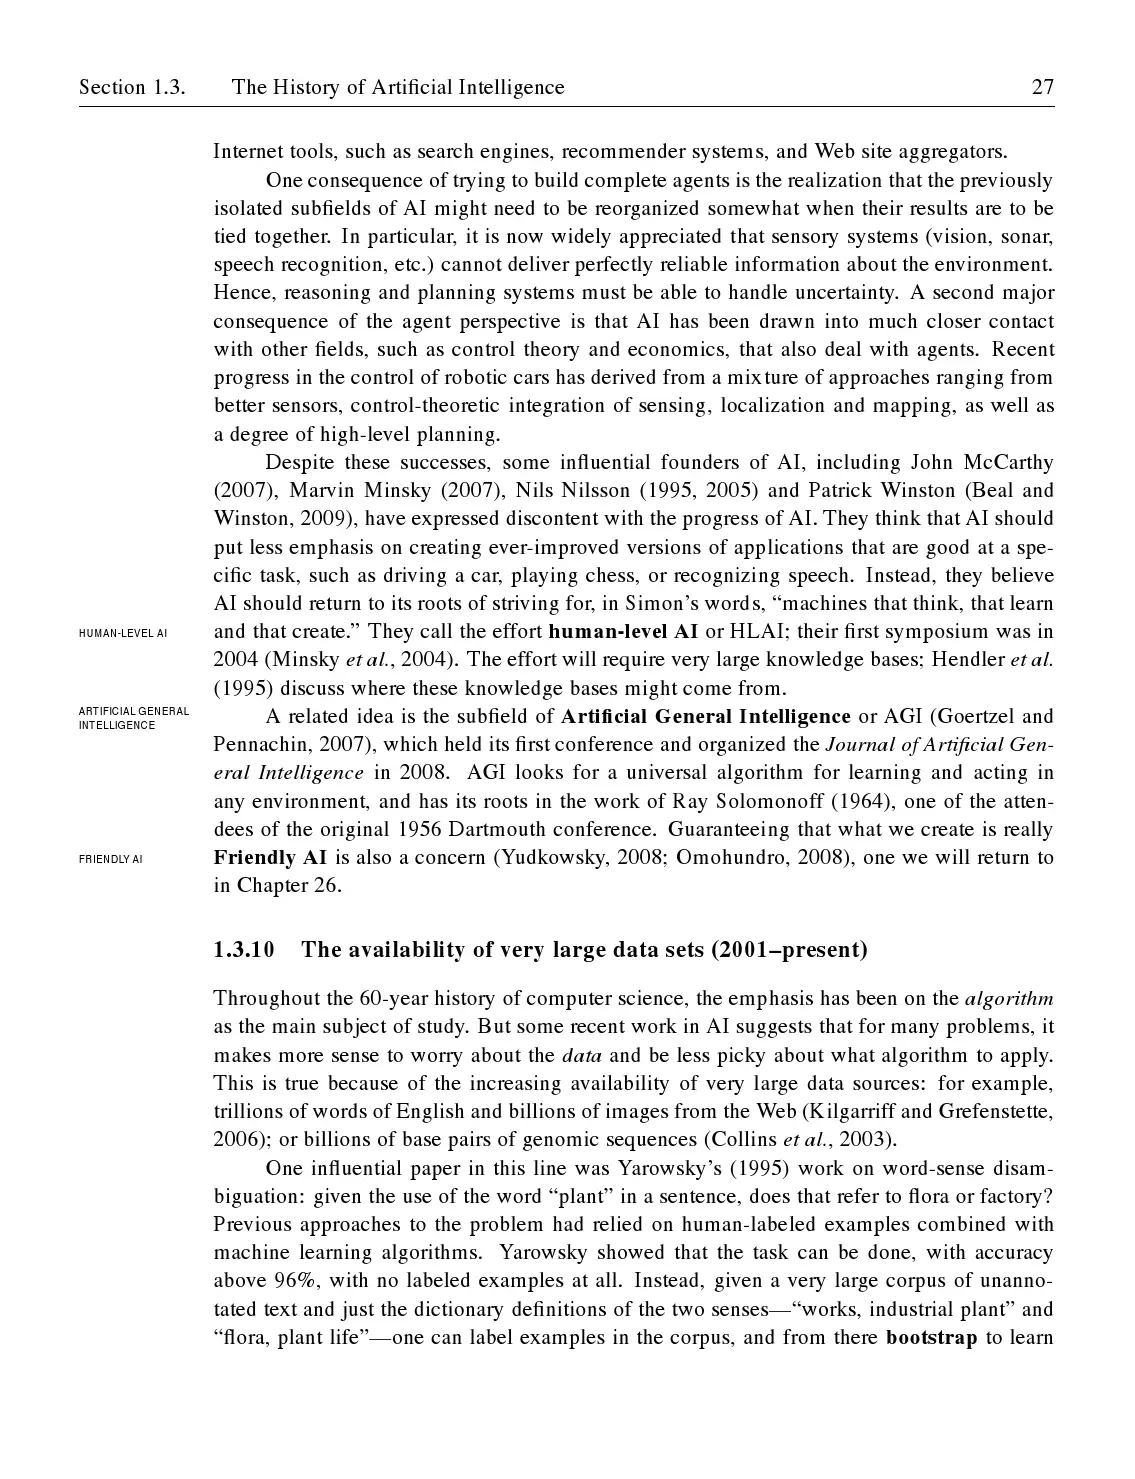 Section 1.3. The History of Artificial Intelligence 27
Internet tools, such as search engines, recommender systems, and Web site aggregators.
One consequence of trying to build complete agents is the realization that the previously
isolated subfields of AI might need to be reorganized somewhat when their results are to be
tied together. In particular, it is now widely appreciated that sensory systems (vision, sonar,
speech recognition, etc.) cannot deliver perfectly reliable information about the environment.
Hence, reasoning and planning systems must be able to handle uncertainty. A second major
consequence of the agent perspective is that AI has been drawn into much closer contact
with other fields, such as control theory and economics, that also deal with agents. Recent
progress in the control of robotic cars has derived from a mixture of approaches ranging from
better sensors, control-theoretic integration of sensing, localization and mapping, as well as
a degree of high-level planning.
Despite these successes, some influential founders of AI, including John McCarthy
(2007), Marvin Minsky (2007), Nils Nilsson (1995, 2005) and Patrick Winston (Beal and
Winston, 2009), have expressed discontent with the progress of AI. They think that AI should
put less emphasis on creating ever-improved versions of applications that are good at a spe-
cific task, such as driving a car, playing chess, or recognizing speech. Instead, they believe
AI should return to its roots of striving for, in Simon's words, “machines that think, that learn
HUMAN-LEVEL AI
and that create.” They call the effort human-level AI or HLAI; their first symposium was in
2004 (Minsky et al., 2004). The effort will require very large knowledge bases; Hendler et al.
(1995) discuss where these knowledge bases might come from.
ARTIFICIAL GENERAL
INTELLIGENCE
A related idea is the subfield of Artificial General Intelligence or AGI (Goertzel and
Pennachin, 2007), which held its first conference and organized the Journal of Artificial Gen-
eral Intelligence in 2008. AGI looks for a universal algorithm for learning and acting in
any environment, and has its roots in the work of Ray Solomonoff (1964), one of the atten-
dees of the original 1956 Dartmouth conference. Guaranteeing that what we create is really
FRIENDLY AI
Friendly AI is also a concern (Yudkowsky, 2008; Omohundro, 2008), one we will return to
in Chapter 26.
1.3.10 The availability of very large data sets (2001–present)
Throughout the 60-year history of computer science, the emphasis has been on the algorithm
as the main subject of study. But some recent work in AI suggests that for many problems, it
makes more sense to worry about the data and be less picky about what algorithm to apply.
This is true because of the increasing availability of very large data sources: for example,
trillions of words of English and billions of images from the Web (Kilgarriff and Grefenstette,
2006); or billions of base pairs of genomic sequences (Collins et al., 2003).
One influential paper in this line was Yarowsky's (1995) work on word-sense disam-
biguation: given the use of the word “plant” in a sentence, does that refer to flora or factory?
Previous approaches to the problem had relied on human-labeled examples combined with
machine learning algorithms. Yarowsky showed that the task can be done, with accuracy
above 96%, with no labeled examples at all. Instead, given a very large corpus of unanno-
tated text and just the dictionary definitions of the two senses—“works, industrial plant” and
“flora, plant life”—one can label examples in the corpus, and from there bootstrap to learn